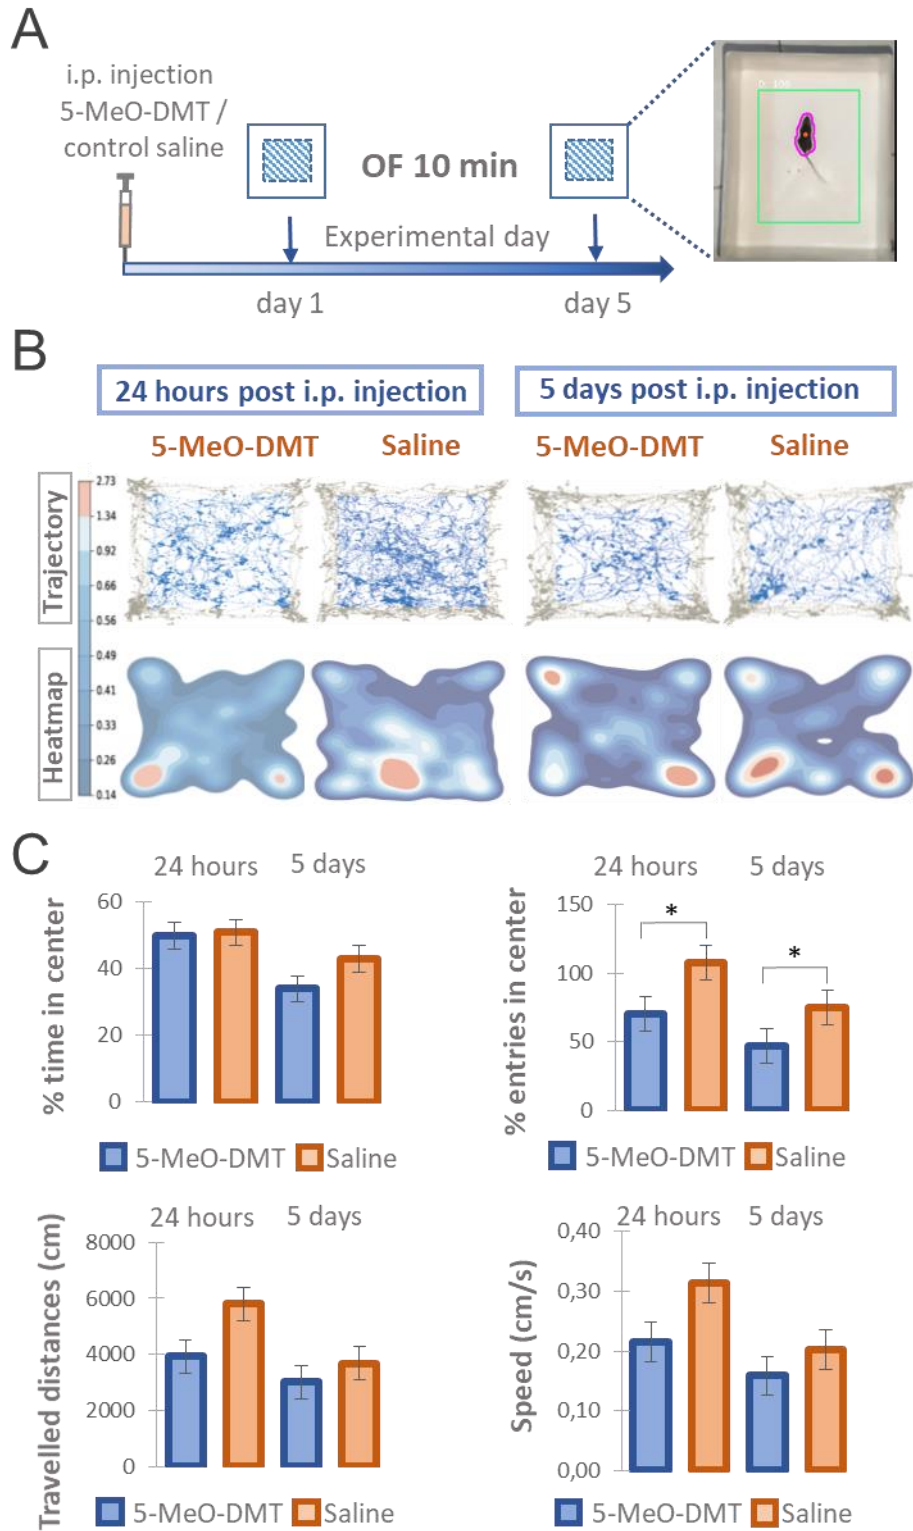 A
i.p. injection
5-MeO-DMT /
control saline
OF 10 min
Experimental day
day 1
day 5
B
24 hours post i.p. injection
5 days post i.p. injection
5-MeO-DMT
Saline
5-MeO-DMT
Saline
Trajectory
2.73
1.34
0.92
0.66
0.56
0.49
0.41
0.33
0.26
0.14
Heatmap
C
24 hours
5 days
% time in center
60
40
20
0
5-MeO-DMT
Saline
24 hours
5 days
% entries in center
150
100
50
0
*
*
5-MeO-DMT
Saline
24 hours
5 days
Travelled distances (cm)
8000
6000
4000
2000
0
5-MeO-DMT
Saline
24 hours
5 days
Speed (cm/s)
0,40
0,30
0,20
0,10
0,00
5-MeO-DMT
Saline